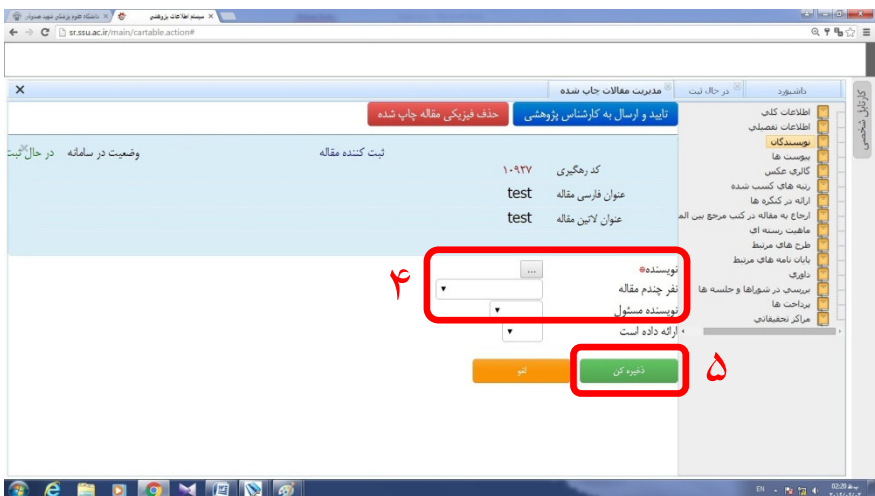 سیستم اطلاعات پژوهشی
دانشگاه علوم پزشکی شهید صدوقی
sr.ssu.ac.ir/main/cartable.action#
داشبورد
در حال ثبت
مدیریت مقالات چاپ شده
کارتابل شخصی
تایید و ارسال به کارشناس پژوهشی
حذف فیزیکی مقاله چاپ شده
ثبت کننده مقاله
وضعیت در سامانه
در حال ثبت
کد رهگیری ۱۰۹۲۷
عنوان فارسی مقاله test
عنوان لاتین مقاله test
اطلاعات کلی
اطلاعات تفصیلی
نویسندگان
پیوست ها
گالری عکس
رتبه های کسب شده
ارائه در کنگره ها
ارجاع به مقاله در کتب مرجع بین الم
ماهیت رسته ای
طرح های مرتبط
پایان نامه های مرتبط
داوری
بررسی در شوراها و جلسه ها
پرداخت ها
مراکز تحقیقاتی
۴
نویسنده* ...
نفر چندم مقاله
نویسنده مسئول
ارائه داده است
۵
ذخیره کن
لغو
EN
02:20